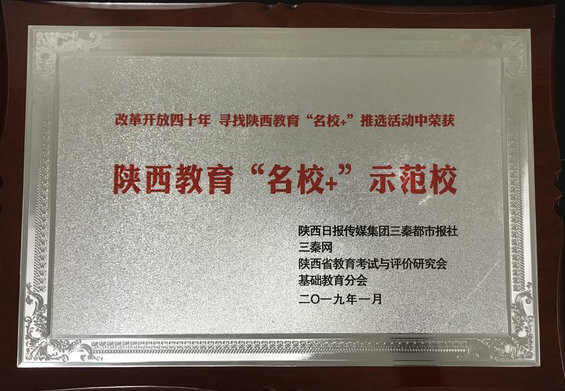 改革开放四十年 寻找陕西教育“名校+”推选活动中荣获
陕西教育“名校+”示范校
陕西日报传媒集团三秦都市报社
三秦网
陕西省教育考试与评价研究会
基础教育分会
二〇一九年一月